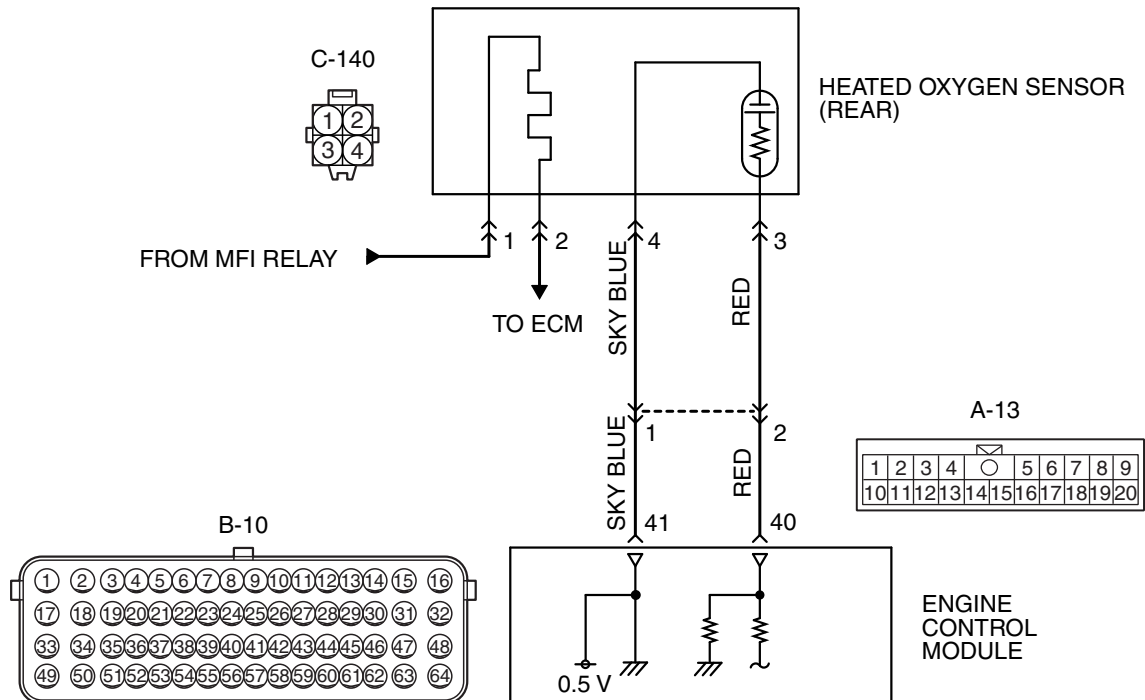 C-140
1 2
3 4
HEATED OXYGEN SENSOR
(REAR)
1 2 4 3
FROM MFI RELAY
TO ECM
SKY BLUE
RED
1 2
A-13
1 2 3 4 5 6 7 8 9
10 11 12 13 14 15 16 17 18 19 20
SKY BLUE
RED
41 40
B-10
1 2 3 4 5 6 7 8 9 10 11 12 13 14 15 16
17 18 19 20 21 22 23 24 25 26 27 28 29 30 31 32
33 34 35 36 37 38 39 40 41 42 43 44 45 46 47 48
49 50 51 52 53 54 55 56 57 58 59 60 61 62 63 64
0.5 V
ENGINE
CONTROL
MODULE